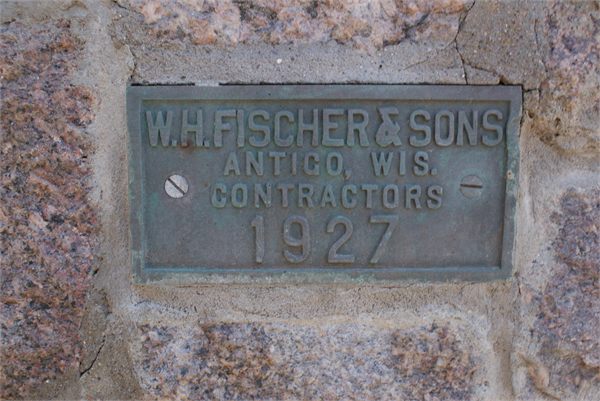 W.H. FISCHER & SONS
ANTIGO, WIS.
CONTRACTORS
1927